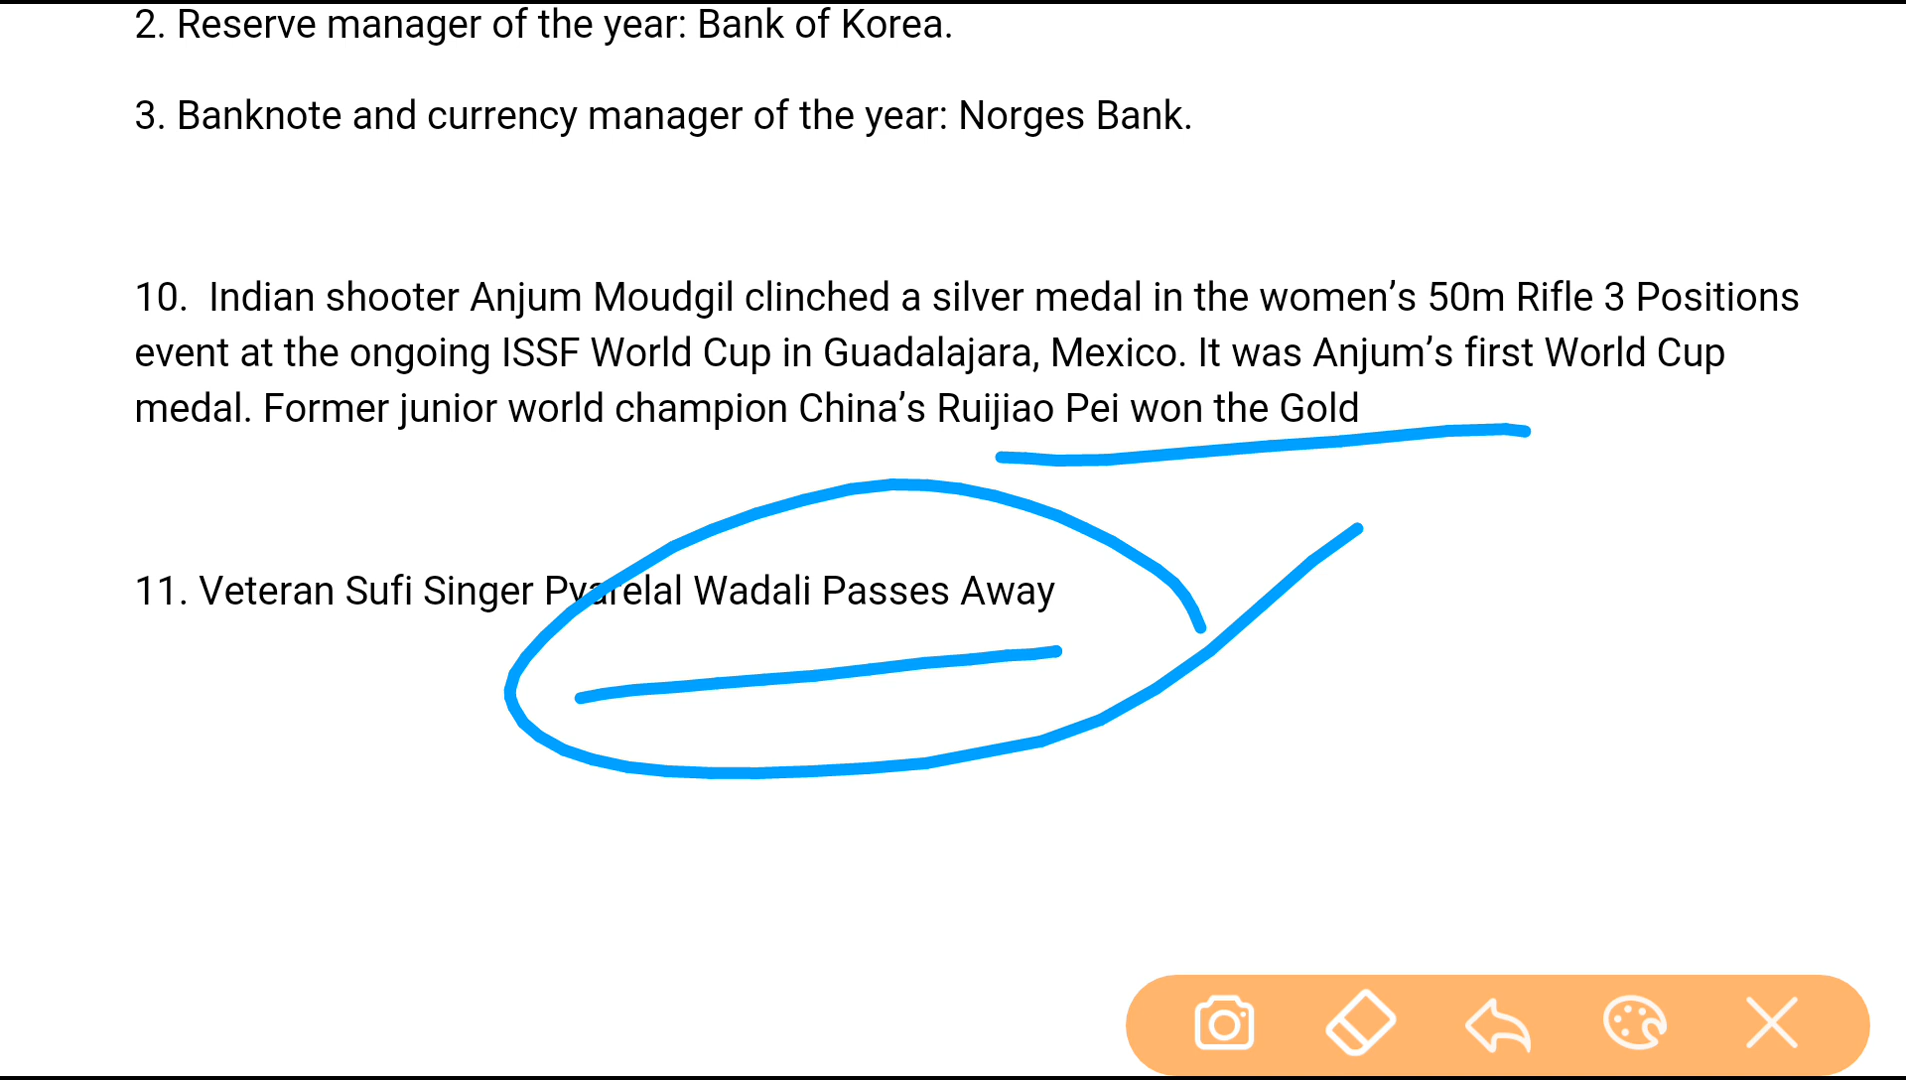 2. Reserve manager of the year: Bank of Korea.
3. Banknote and currency manager of the year: Norges Bank.
10.  Indian shooter Anjum Moudgil clinched a silver medal in the women’s 50m Rifle 3 Positions
event at the ongoing ISSF World Cup in Guadalajara, Mexico. It was Anjum’s first World Cup
medal. Former junior world champion China’s Ruijiao Pei won the Gold
11. Veteran Sufi Singer Pyarelal Wadali Passes Away